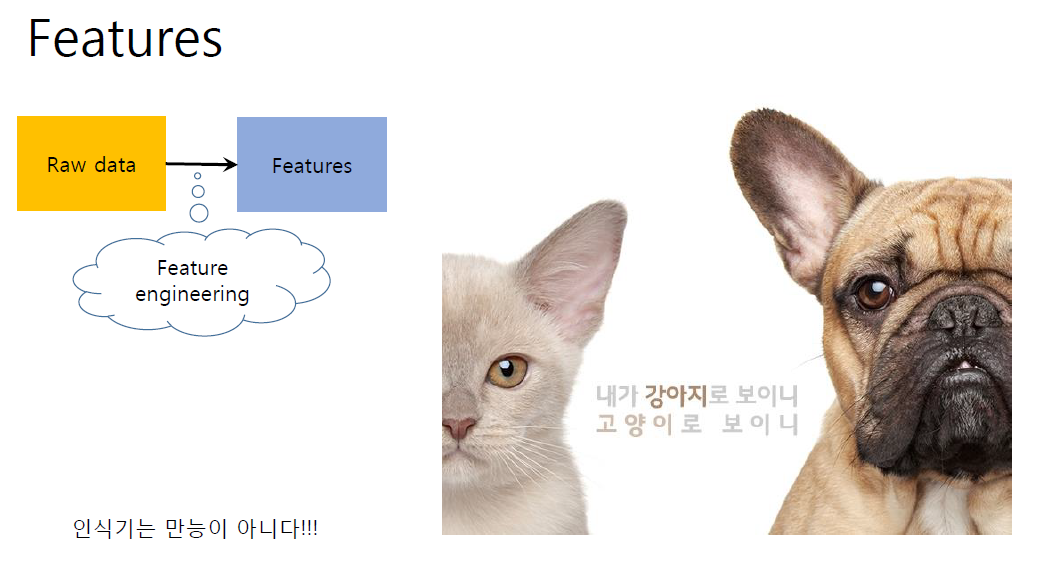 Features
Raw data
Features
Feature
engineering
내가 강아지로 보이니
고양이로 보이니
인식기는 만능이 아니다!!!